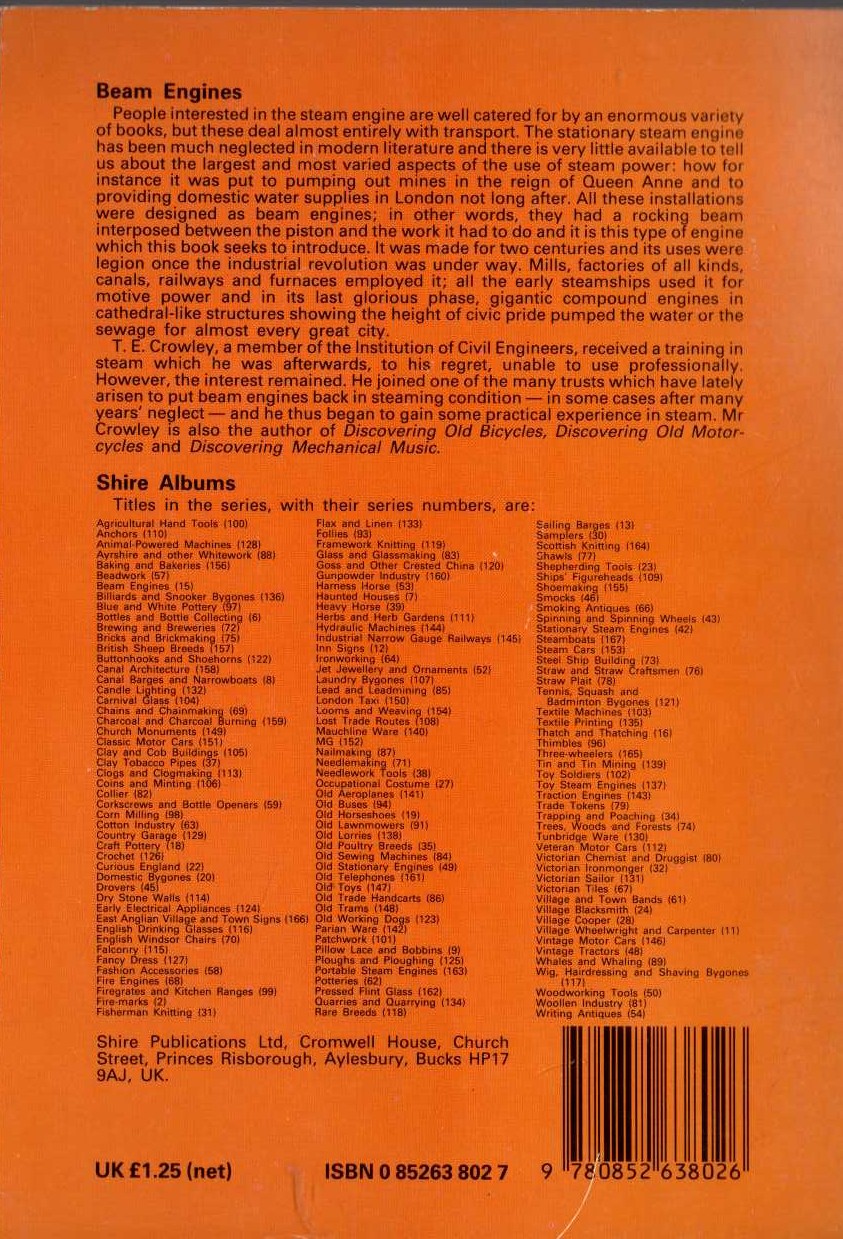 Beam Engines
People interested in the steam engine are well catered for by an enormous variety
of books, but these deal almost entirely with transport. The stationary steam engine
has been much neglected in modern literature and there is very little available to tell
us about the largest and most varied aspects of the use of steam power: how for
instance it was put to pumping out mines in the reign of Queen Anne and to
providing domestic water supplies in London not long after. All these installations
were designed as beam engines; in other words, they had a rocking beam
interposed between the piston and the work it had to do and it is this type of engine
which this book seeks to introduce. It was made for two centuries and its uses were
legion once the industrial revolution was under way. Mills, factories of all kinds,
canals, railways and furnaces employed it; all the early steamships used it for
motive power and in its last glorious phase, gigantic compound engines in
cathedral-like structures showing the height of civic pride pumped the water or the
sewage for almost every great city.
T. E. Crowley, a member of the Institution of Civil Engineers, received a training in
steam which he was afterwards, to his regret, unable to use professionally.
However, the interest remained. He joined one of the many trusts which have lately
arisen to put beam engines back in steaming condition — in some cases after many
years' neglect — and he thus began to gain some practical experience in steam. Mr
Crowley is also the author of Discovering Old Bicycles, Discovering Old Motor-
cycles and Discovering Mechanical Music.
Shire Albums
Titles in the series, with their series numbers, are:
Agricultural Hand Tools (100)
Anchors (110)
Animal-Powered Machines (128)
Ayrshire and other Whitework (88)
Baking and Bakeries (156)
Beadwork (57)
Beam Engines (15)
Billiards and Snooker Bygones (136)
Blue and White Pottery (97)
Bottles and Bottle Collecting (6)
Brewing and Breweries (72)
Bricks and Brickmaking (75)
British Sheep Breeds (157)
Buttonhooks and Shoehorns (122)
Canal Architecture (158)
Canal Barges and Narrowboats (8)
Candle Lighting (132)
Carnival Glass (104)
Chains and Chainmaking (69)
Charcoal and Charcoal Burning (159)
Church Monuments (149)
Classic Motor Cars (151)
Clay and Cob Buildings (105)
Clay Tobacco Pipes (37)
Clogs and Clogmaking (113)
Coins and Minting (106)
Collier (82)
Corkscrews and Bottle Openers (59)
Corn Milling (98)
Cotton Industry (63)
Country Garage (129)
Craft Pottery (18)
Crochet (126)
Curious England (22)
Domestic Bygones (20)
Drovers (45)
Dry Stone Walls (114)
Early Electrical Appliances (124)
East Anglian Village and Town Signs (166)
English Drinking Glasses (116)
English Windsor Chairs (70)
Falconry (115)
Fancy Dress (127)
Fashion Accessories (58)
Fire Engines (68)
Firegrates and Kitchen Ranges (99)
Fire-marks (2)
Fisherman Knitting (31)
Flax and Linen (133)
Follies (93)
Framework Knitting (119)
Glass and Glassmaking (83)
Goss and Other Crested China (120)
Gunpowder Industry (160)
Harness Horse (53)
Haunted Houses (7)
Heavy Horse (39)
Herbs and Herb Gardens (111)
Hydraulic Machines (144)
Industrial Narrow Gauge Railways (145)
Inn Signs (12)
Ironworking (64)
Jet Jewellery and Ornaments (52)
Laundry Bygones (107)
Lead and Leadmining (85)
London Taxi (150)
Looms and Weaving (154)
Lost Trade Routes (108)
Mauchline Ware (140)
MG (152)
Nailmaking (87)
Needlemaking (71)
Needlework Tools (38)
Occupational Costume (27)
Old Aeroplanes (141)
Old Buses (94)
Old Horseshoes (19)
Old Lawnmowers (91)
Old Lorries (138)
Old Poultry Breeds (35)
Old Sewing Machines (84)
Old Stationary Engines (49)
Old Telephones (161)
Old Toys (147)
Old Trade Handcarts (86)
Old Trams (148)
Old Working Dogs (123)
Parian Ware (142)
Patchwork (101)
Pillow Lace and Bobbins (9)
Ploughs and Ploughing (125)
Portable Steam Engines (163)
Potteries (62)
Pressed Flint Glass (162)
Quarries and Quarrying (134)
Rare Breeds (118)
Sailing Barges (13)
Samplers (30)
Scottish Knitting (164)
Shawls (77)
Shepherding Tools (23)
Ships' Figureheads (109)
Shoemaking (155)
Smocks (46)
Smoking Antiques (66)
Spinning and Spinning Wheels (43)
Stationary Steam Engines (42)
Steamboats (167)
Steam Cars (153)
Steel Ship Building (73)
Straw and Straw Craftsmen (76)
Straw Plait (78)
Tennis, Squash and
Badminton Bygones (121)
Textile Machines (103)
Textile Printing (135)
Thatch and Thatching (16)
Thimbles (96)
Three-wheelers (165)
Tin and Tin Mining (139)
Toy Soldiers (102)
Toy Steam Engines (137)
Traction Engines (143)
Trade Tokens (79)
Trapping and Poaching (34)
Trees, Woods and Forests (74)
Tunbridge Ware (130)
Veteran Motor Cars (112)
Victorian Chemist and Druggist (80)
Victorian Ironmonger (32)
Victorian Sailor (131)
Victorian Tiles (67)
Village and Town Bands (61)
Village Blacksmith (24)
Village Cooper (28)
Village Wheelwright and Carpenter (11)
Vintage Motor Cars (146)
Vintage Tractors (48)
Whales and Whaling (89)
Wig, Hairdressing and Shaving Bygones
(117)
Woodworking Tools (50)
Woollen Industry (81)
Writing Antiques (54)
Shire Publications Ltd, Cromwell House, Church
Street, Princes Risborough, Aylesbury, Bucks HP17
9AJ, UK.
UK £1.25 (net)
ISBN 0 85263 802 7
9 780852 638026